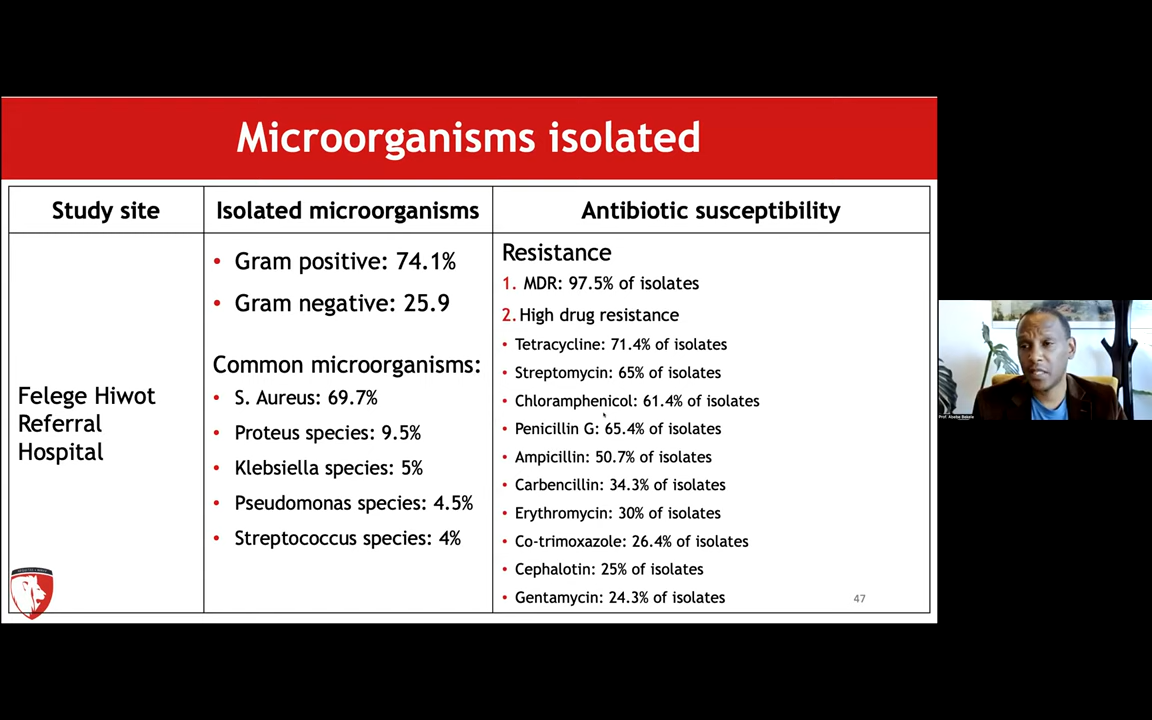 Microorganisms isolated
Study site
Isolated microorganisms
Antibiotic susceptibility
Felege Hiwot
Referral
Hospital
• Gram positive: 74.1%
• Gram negative: 25.9
Common microorganisms:
• S. Aureus: 69.7%
• Proteus species: 9.5%
• Klebsiella species: 5%
• Pseudomonas species: 4.5%
• Streptococcus species: 4%
Resistance
1. MDR: 97.5% of isolates
2. High drug resistance
• Tetracycline: 71.4% of isolates
• Streptomycin: 65% of isolates
• Chloramphenicol: 61.4% of isolates
• Penicillin G: 65.4% of isolates
• Ampicillin: 50.7% of isolates
• Carbencillin: 34.3% of isolates
• Erythromycin: 30% of isolates
• Co-trimoxazole: 26.4% of isolates
• Cephalotin: 25% of isolates
• Gentamycin: 24.3% of isolates
47